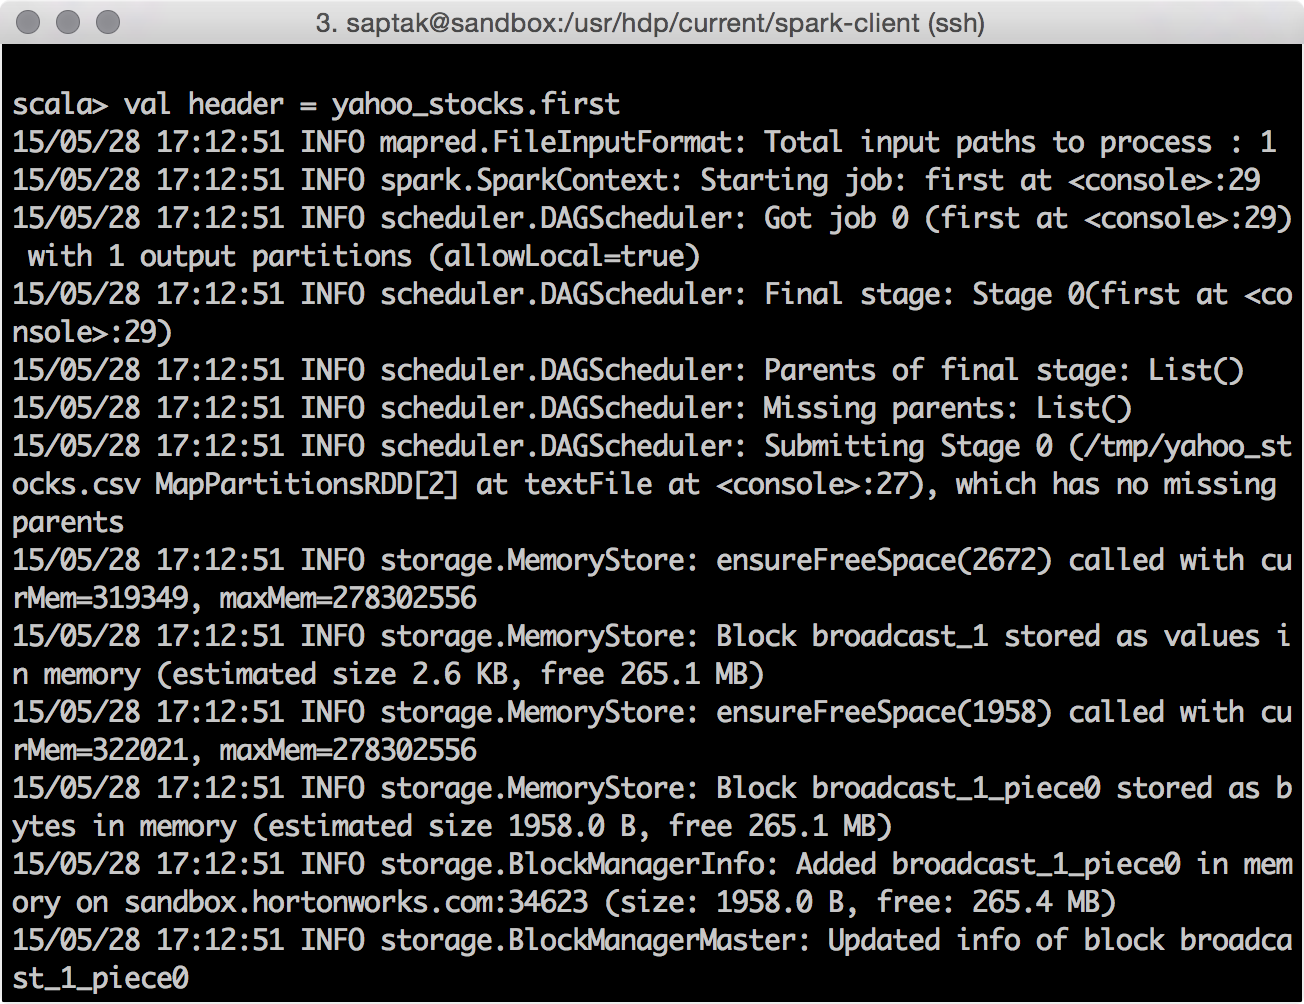 3. saptak@sandbox:/usr/hdp/current/spark-client (ssh)
scala> val header = yahoo_stocks.first
15/05/28 17:12:51 INFO mapred.FileInputFormat: Total input paths to process : 1
15/05/28 17:12:51 INFO spark.SparkContext: Starting job: first at <console>:29
15/05/28 17:12:51 INFO scheduler.DAGScheduler: Got job 0 (first at <console>:29)
 with 1 output partitions (allowLocal=true)
15/05/28 17:12:51 INFO scheduler.DAGScheduler: Final stage: Stage 0(first at <co
nsole>:29)
15/05/28 17:12:51 INFO scheduler.DAGScheduler: Parents of final stage: List()
15/05/28 17:12:51 INFO scheduler.DAGScheduler: Missing parents: List()
15/05/28 17:12:51 INFO scheduler.DAGScheduler: Submitting Stage 0 (/tmp/yahoo_st
ocks.csv MapPartitionsRDD[2] at textFile at <console>:27), which has no missing
parents
15/05/28 17:12:51 INFO storage.MemoryStore: ensureFreeSpace(2672) called with cu
rMem=319349, maxMem=278302556
15/05/28 17:12:51 INFO storage.MemoryStore: Block broadcast_1 stored as values i
n memory (estimated size 2.6 KB, free 265.1 MB)
15/05/28 17:12:51 INFO storage.MemoryStore: ensureFreeSpace(1958) called with cu
rMem=322021, maxMem=278302556
15/05/28 17:12:51 INFO storage.MemoryStore: Block broadcast_1_piece0 stored as b
ytes in memory (estimated size 1958.0 B, free 265.1 MB)
15/05/28 17:12:51 INFO storage.BlockManagerInfo: Added broadcast_1_piece0 in mem
ory on sandbox.hortonworks.com:34623 (size: 1958.0 B, free: 265.4 MB)
15/05/28 17:12:51 INFO storage.BlockManagerMaster: Updated info of block broadca
st_1_piece0